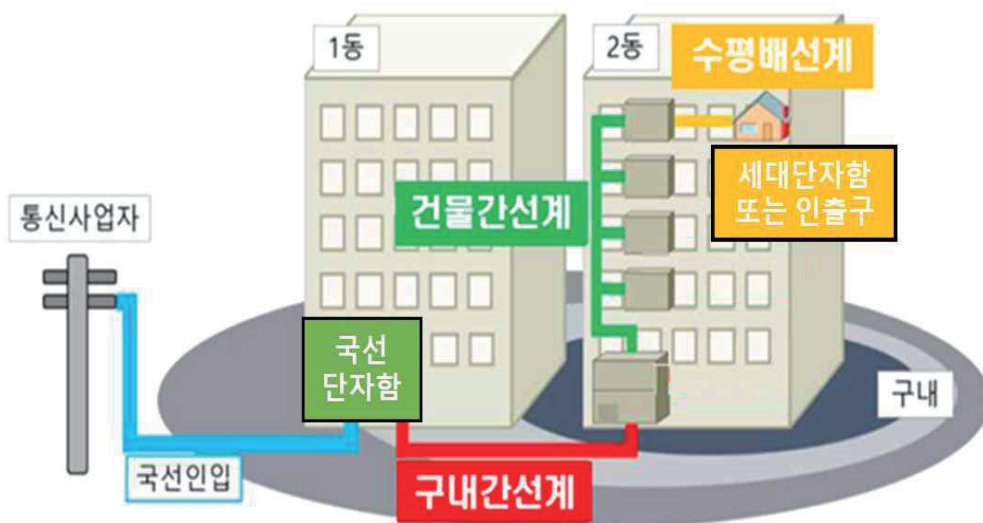 1동
2동
수평배선계
세대단자함
또는 인출구
건물간선계
통신사업자
국선
단자함
구내
국선인입
구내간선계